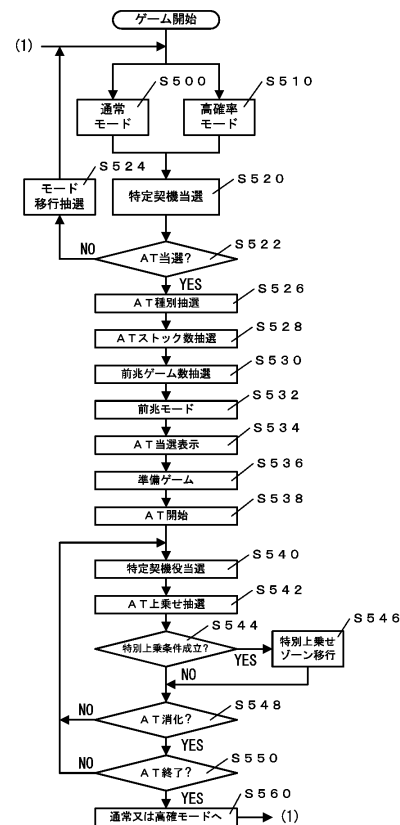 ゲーム開始
(1)
S500
S510
通常
モード
高確率
モード
S524
S520
モード
移行抽選
特定契機当選
S522
NO
AT当選?
YES
S526
AT種別抽選
S528
ATストック数抽選
S530
前兆ゲーム数抽選
S532
前兆モード
S534
AT当選表示
S536
準備ゲーム
S538
AT開始
S540
特定契機役当選
S542
AT上乗せ抽選
S544
S546
特別上乗条件成立?
YES
特別上乗せ
ゾーン移行
NO
S548
NO
AT消化?
YES
S550
NO
AT終了?
YES
S560
通常又は高確モードへ
(1)